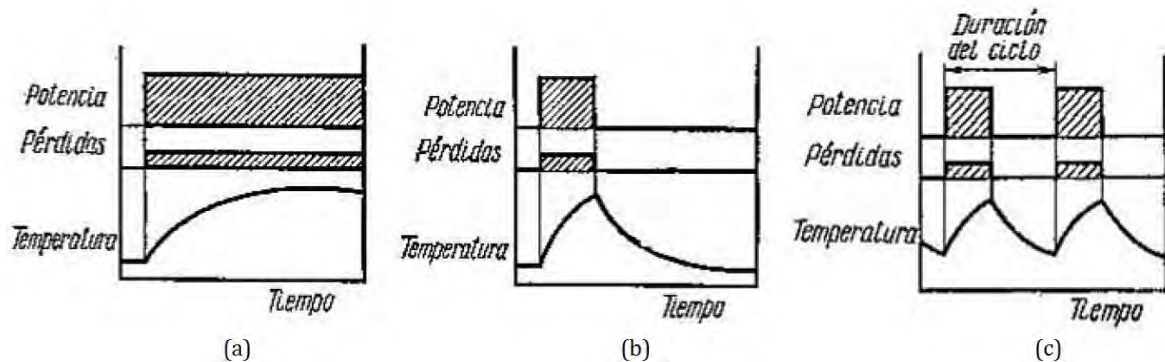 Potencia
Pérdidas
Temperatura
Tiempo
(a)
Potencia
Pérdidas
Temperatura
Tiempo
(b)
Duración
del ciclo
Potencia
Pérdidas
Temperatura
Tiempo
(c)